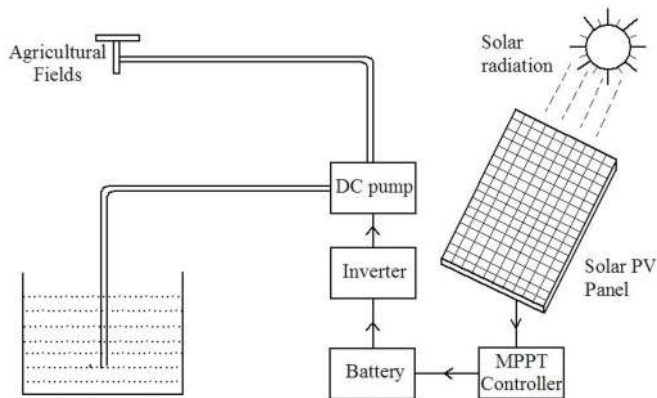 Agricultural
Fields
Solar
radiation
DC pump
Inverter
Solar PV
Panel
Battery
MPPT
Controller